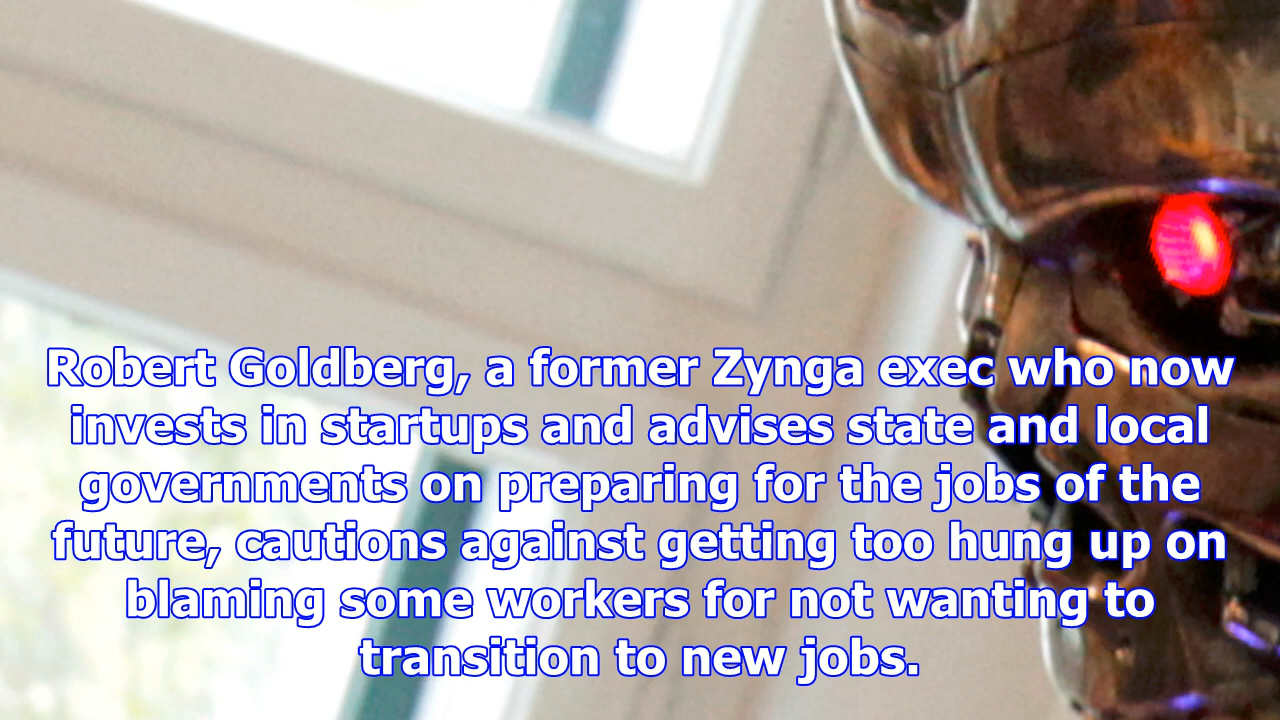 Robert Goldberg, a former Zynga exec who now
invests in startups and advises state and local
governments on preparing for the jobs of the
future, cautions against getting too hung up on
blaming some workers for not wanting to
transition to new jobs.